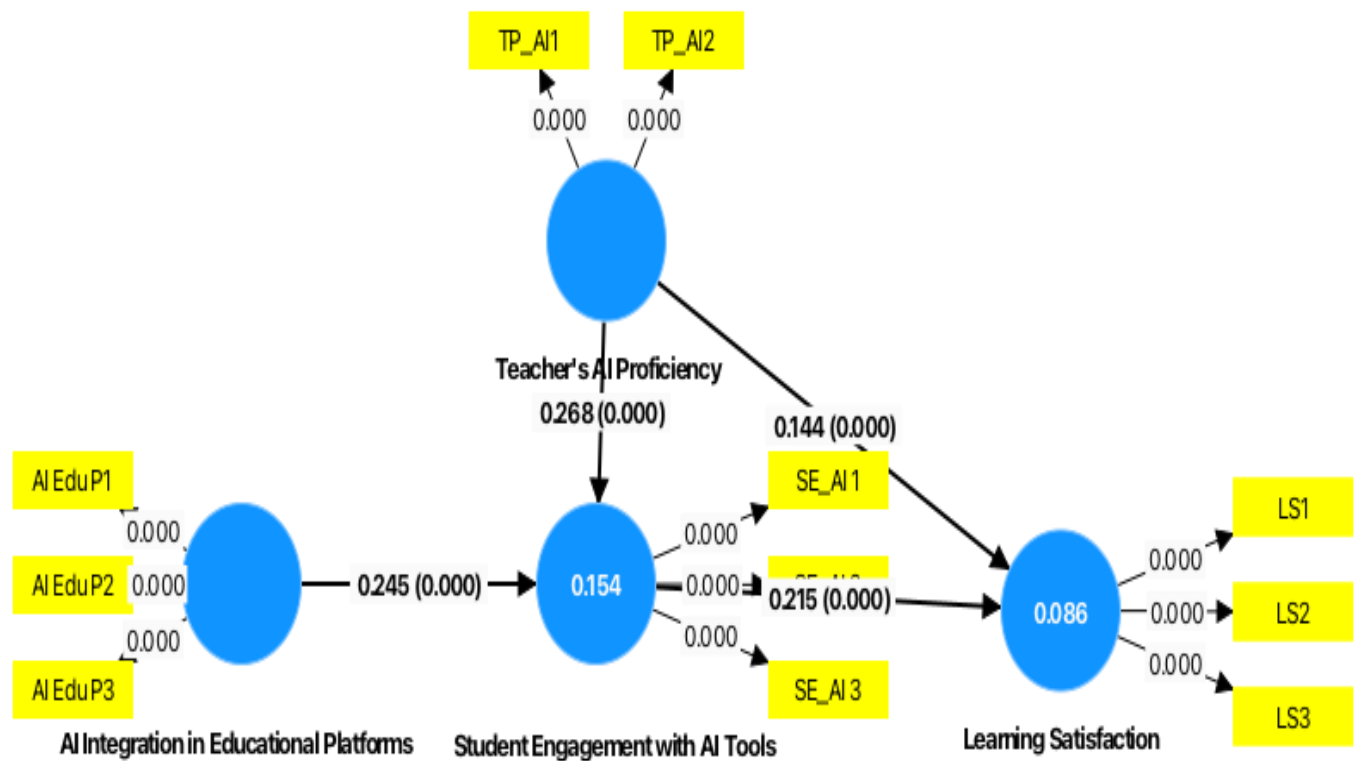 TP_AI1
TP_AI2
0.000
0.000
Teacher's AI Proficiency
0.268 (0.000)
0.144 (0.000)
AI Edu P1
SE_AI 1
LS1
0.000
0.000
0.000
AI Edu P2
0.000
0.245 (0.000)
0.154
0.000
0.215 (0.000)
0.086
0.000
LS2
0.000
0.000
0.000
AI Edu P3
SE_AI 3
LS3
AI Integration in Educational Platforms
Student Engagement with AI Tools
Learning Satisfaction